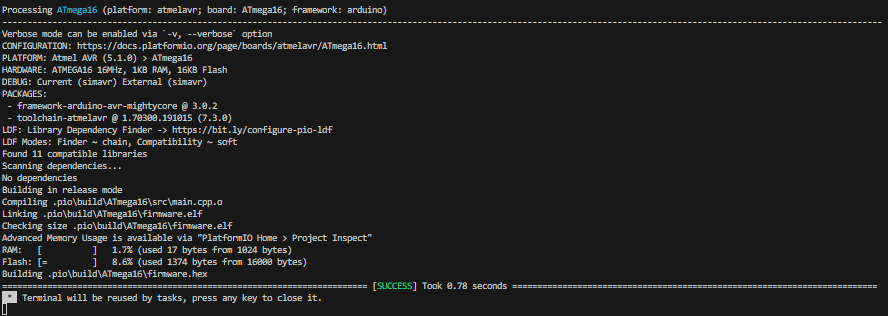 Processing ATmega16 (platform: atmelavr; board: ATmega16; framework: arduino)
--------------------------------------------------------------------------------------------------------------------------------------------------------------------------------
Verbose mode can be enabled via `-v, --verbose` option
CONFIGURATION: https://docs.platformio.org/page/boards/atmelavr/ATmega16.html
PLATFORM: Atmel AVR (5.1.0) > ATmega16
HARDWARE: ATMEGA16 16MHz, 1KB RAM, 16KB Flash
DEBUG: Current (simavr) External (simavr)
PACKAGES:
 - framework-arduino-avr-mightycore @ 3.0.2
 - toolchain-atmelavr @ 1.70300.191015 (7.3.0)
LDF: Library Dependency Finder -> https://bit.ly/configure-pio-ldf
LDF Modes: Finder ~ chain, Compatibility ~ soft
Found 11 compatible libraries
Scanning dependencies...
No dependencies
Building in release mode
Compiling .pio\build\ATmega16\src\main.cpp.o
Linking .pio\build\ATmega16\firmware.elf
Checking size .pio\build\ATmega16\firmware.elf
Advanced Memory Usage is available via "PlatformIO Home > Project Inspect"
RAM:   [          ]   1.7% (used 17 bytes from 1024 bytes)
Flash: [=         ]   8.6% (used 1374 bytes from 16000 bytes)
Building .pio\build\ATmega16\firmware.hex
========================================================================= [SUCCESS] Took 0.78 seconds =========================================================================
 *  Terminal will be reused by tasks, press any key to close it.